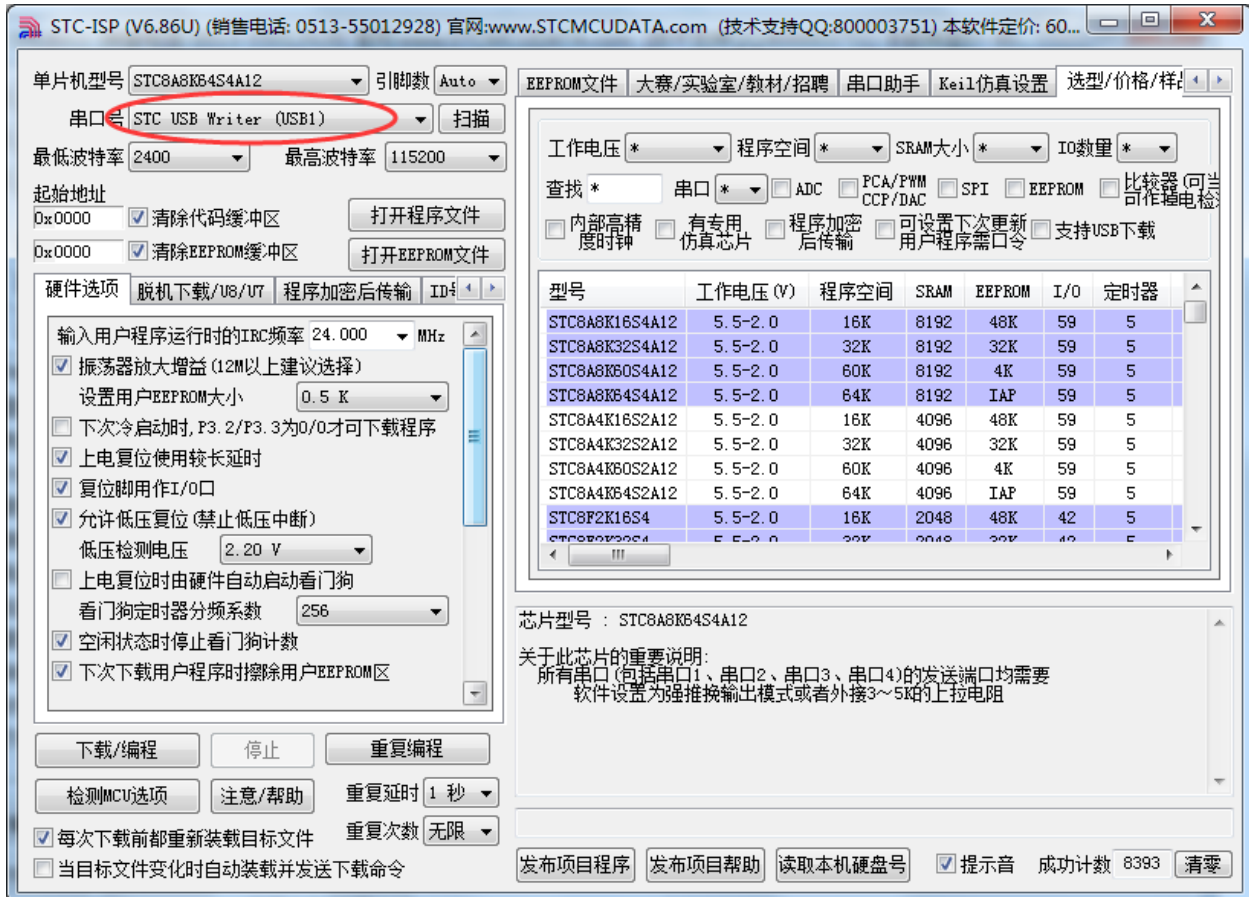 STC-ISP (V6.86U) (销售电话: 0513-55012928) 官网:www.STCMCUDATA.com (技术支持QQ:800003751) 本软件定价: 60...
单片机型号 STC8A8K64S4A12 引脚数 Auto
串口号 STC USB Writer (USB1) 扫描
最低波特率 2400 最高波特率 115200
起始地址
0x0000 清除代码缓冲区 打开程序文件
0x0000 清除EEPROM缓冲区 打开EEPROM文件
硬件选项 脱机下载/U8/U7 程序加密后传输
输入用户程序运行时的IRC频率 24.000 MHz
振荡器放大增益(12M以上建议选择)
设置用户EEPROM大小 0.5 K
下次冷启动时,P3.2/P3.3为0/0才可下载程序
上电复位使用较长延时
复位脚用作I/O口
允许低压复位(禁止低压中断)
低压检测电压 2.20 V
上电复位时由硬件自动启动看门狗
看门狗定时器分频系数 256
空闲状态时停止看门狗计数
下次下载用户程序时擦除用户EEPROM区
下载/编程 停止 重复编程
检测MCU选项 注意/帮助 重复延时 1 秒
每次下载前都重新装载目标文件 重复次数 无限
当目标文件变化时自动装载并发送下载命令
EEPROM文件 大赛/实验室/教材/招聘 串口助手 Keil仿真设置 选型/价格/样
工作电压 * 程序空间 * SRAM大小 * IO数量 *
查找 * 串口 * ADC PCA/PWM CCP/DAC SPI EEPROM 比较器(可当
内部高精度时钟 有专用仿真芯片 程序加密后传输 可设置下次更新用户程序需口令 支持USB下载
型号 工作电压(V) 程序空间 SRAM EEPROM I/O 定时器
STC8A8K16S4A12 5.5-2.0 16K 8192 48K 59 5
STC8A8K32S4A12 5.5-2.0 32K 8192 32K 59 5
STC8A8K60S4A12 5.5-2.0 60K 8192 4K 59 5
STC8A8K64S4A12 5.5-2.0 64K 8192 IAP 59 5
STC8A4K16S2A12 5.5-2.0 16K 4096 48K 59 5
STC8A4K32S2A12 5.5-2.0 32K 4096 32K 59 5
STC8A4K60S2A12 5.5-2.0 60K 4096 4K 59 5
STC8A4K64S2A12 5.5-2.0 64K 4096 IAP 59 5
STC8F2K16S4 5.5-2.0 16K 2048 48K 42 5
STC8F2K32S4 5.5-2.0 32K 2048 32K 42 5
芯片型号 : STC8A8K64S4A12
关于此芯片的重要说明:
所有串口(包括串口1、串口2、串口3、串口4)的发送端口均需要
软件设置为强推挽输出模式或者外接3～5K的上拉电阻
发布项目程序 发布项目帮助 读取本机硬盘号 提示音 成功计数 8393 清零